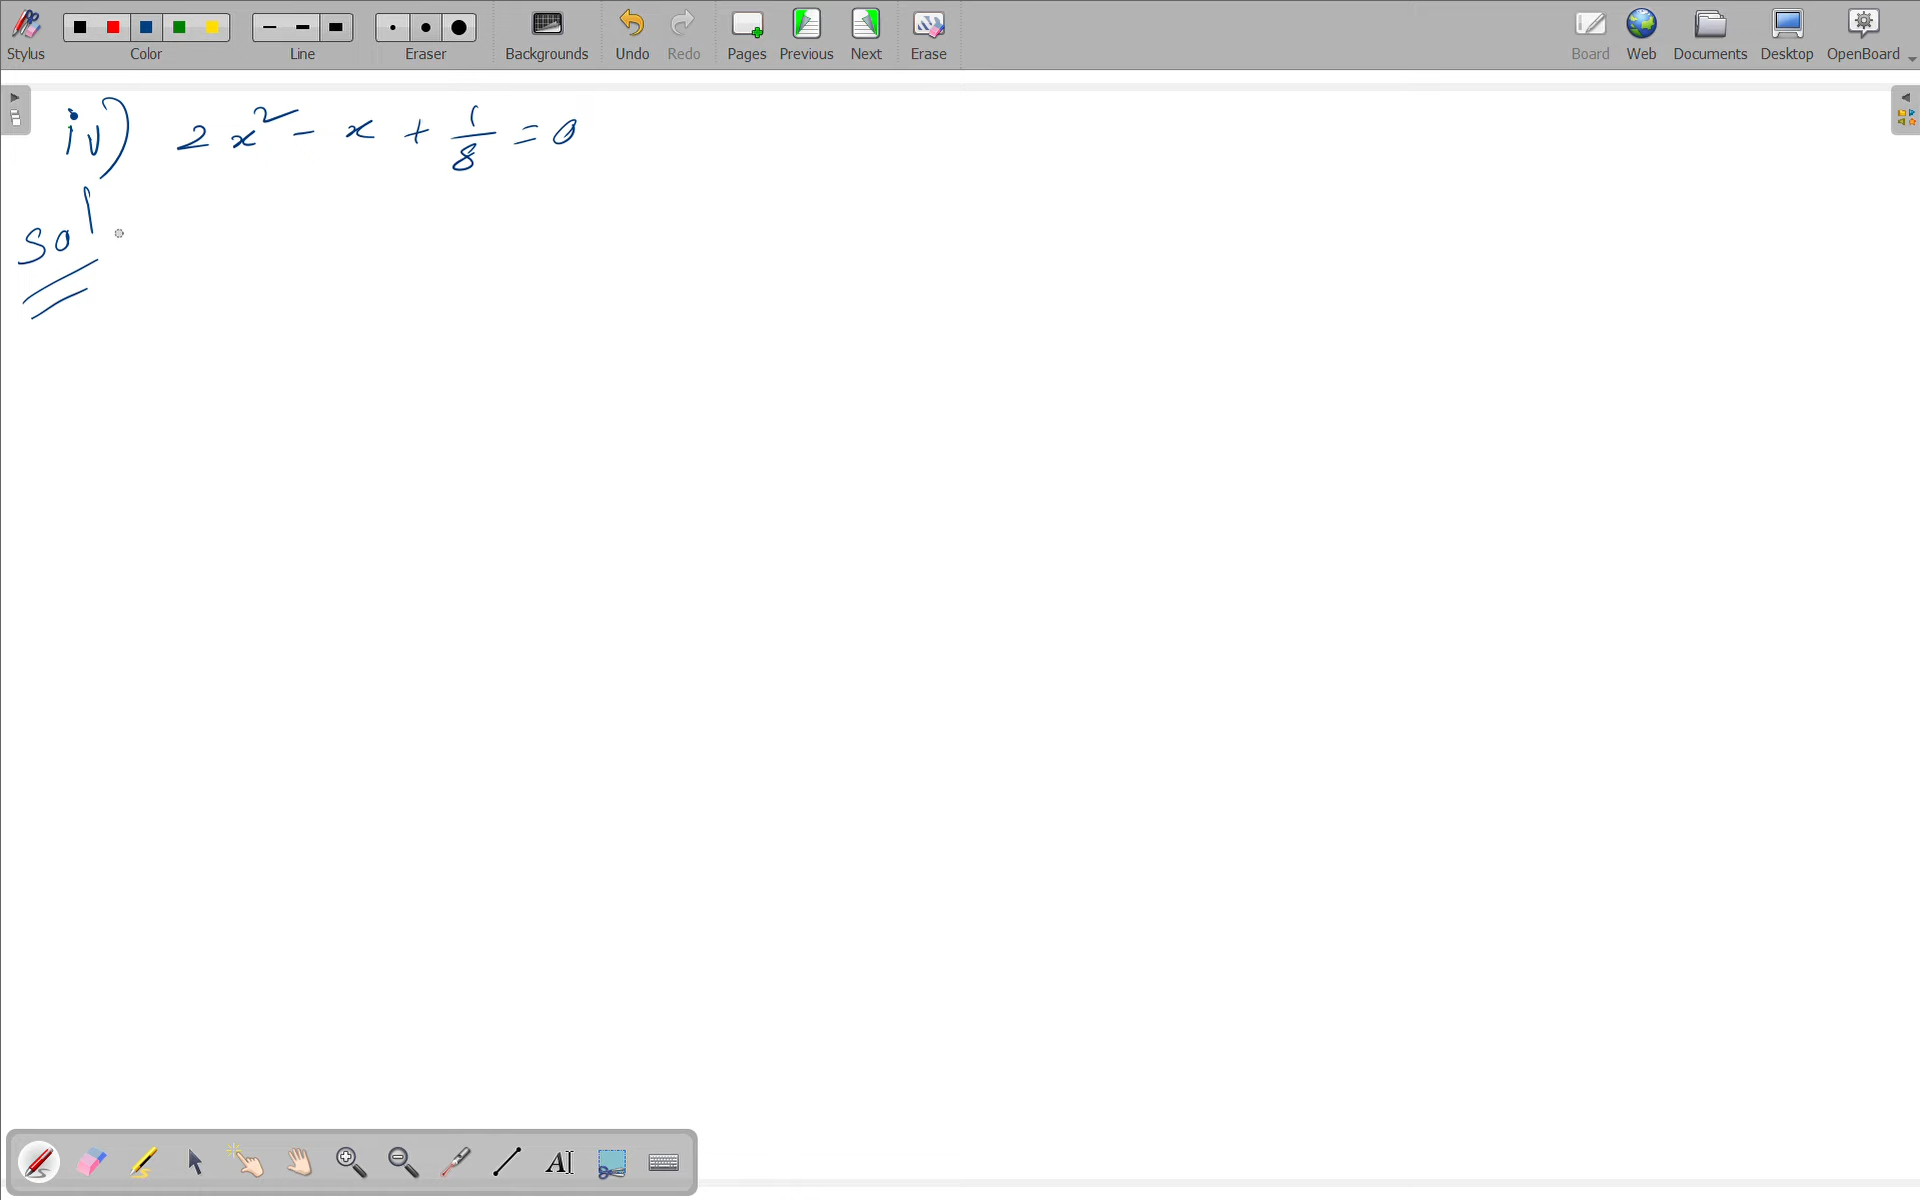 Stylus Color Line Eraser Backgrounds Undo Redo Pages Previous Next Erase Board Web Documents Desktop OpenBoard
iv) 2x² - x + 1/8 = 0
Sol